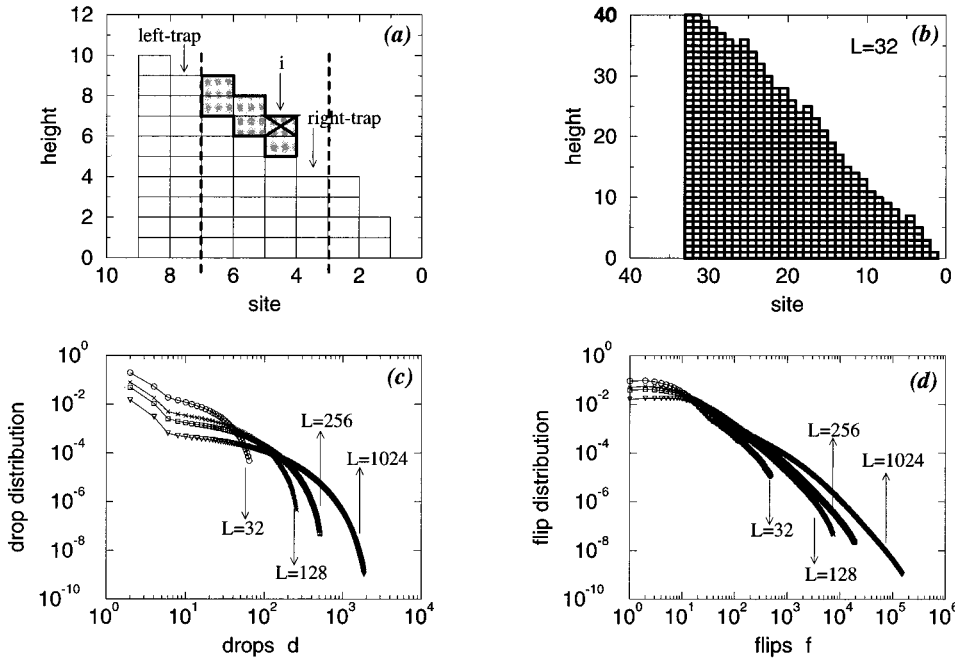 (a)
left-trap
i
right-trap
height
12
10
8
6
4
2
0
10 8 6 4 2 0
site
(b)
L=32
height
40
30
20
10
0
40 30 20 10 0
site
(c)
L=256
L=1024
L=32
L=128
drop distribution
10^0
10^-2
10^-4
10^-6
10^-8
10^-10
10^0 10^1 10^2 10^3 10^4
drops d
(d)
L=256
L=1024
L=32
L=128
flip distribution
10^0
10^-2
10^-4
10^-6
10^-8
10^-10
10^0 10^1 10^2 10^3 10^4 10^5 10^6
flips f